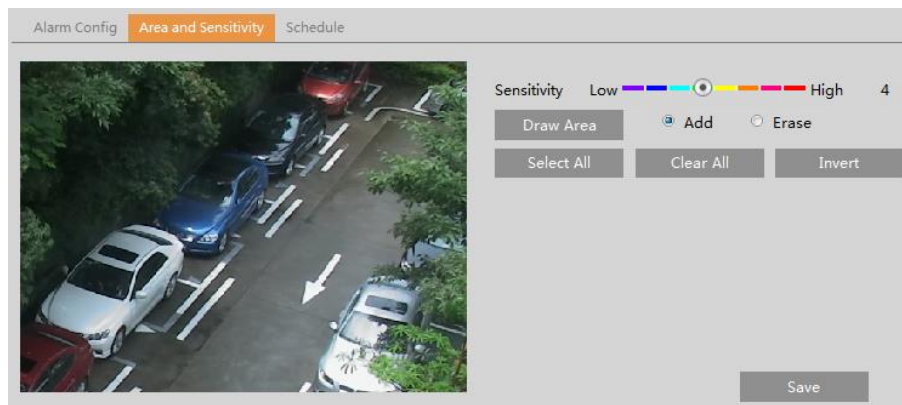 Alarm Config Area and Sensitivity Schedule
Sensitivity Low High 4
Draw Area Add Erase
Select All Clear All Invert
Save